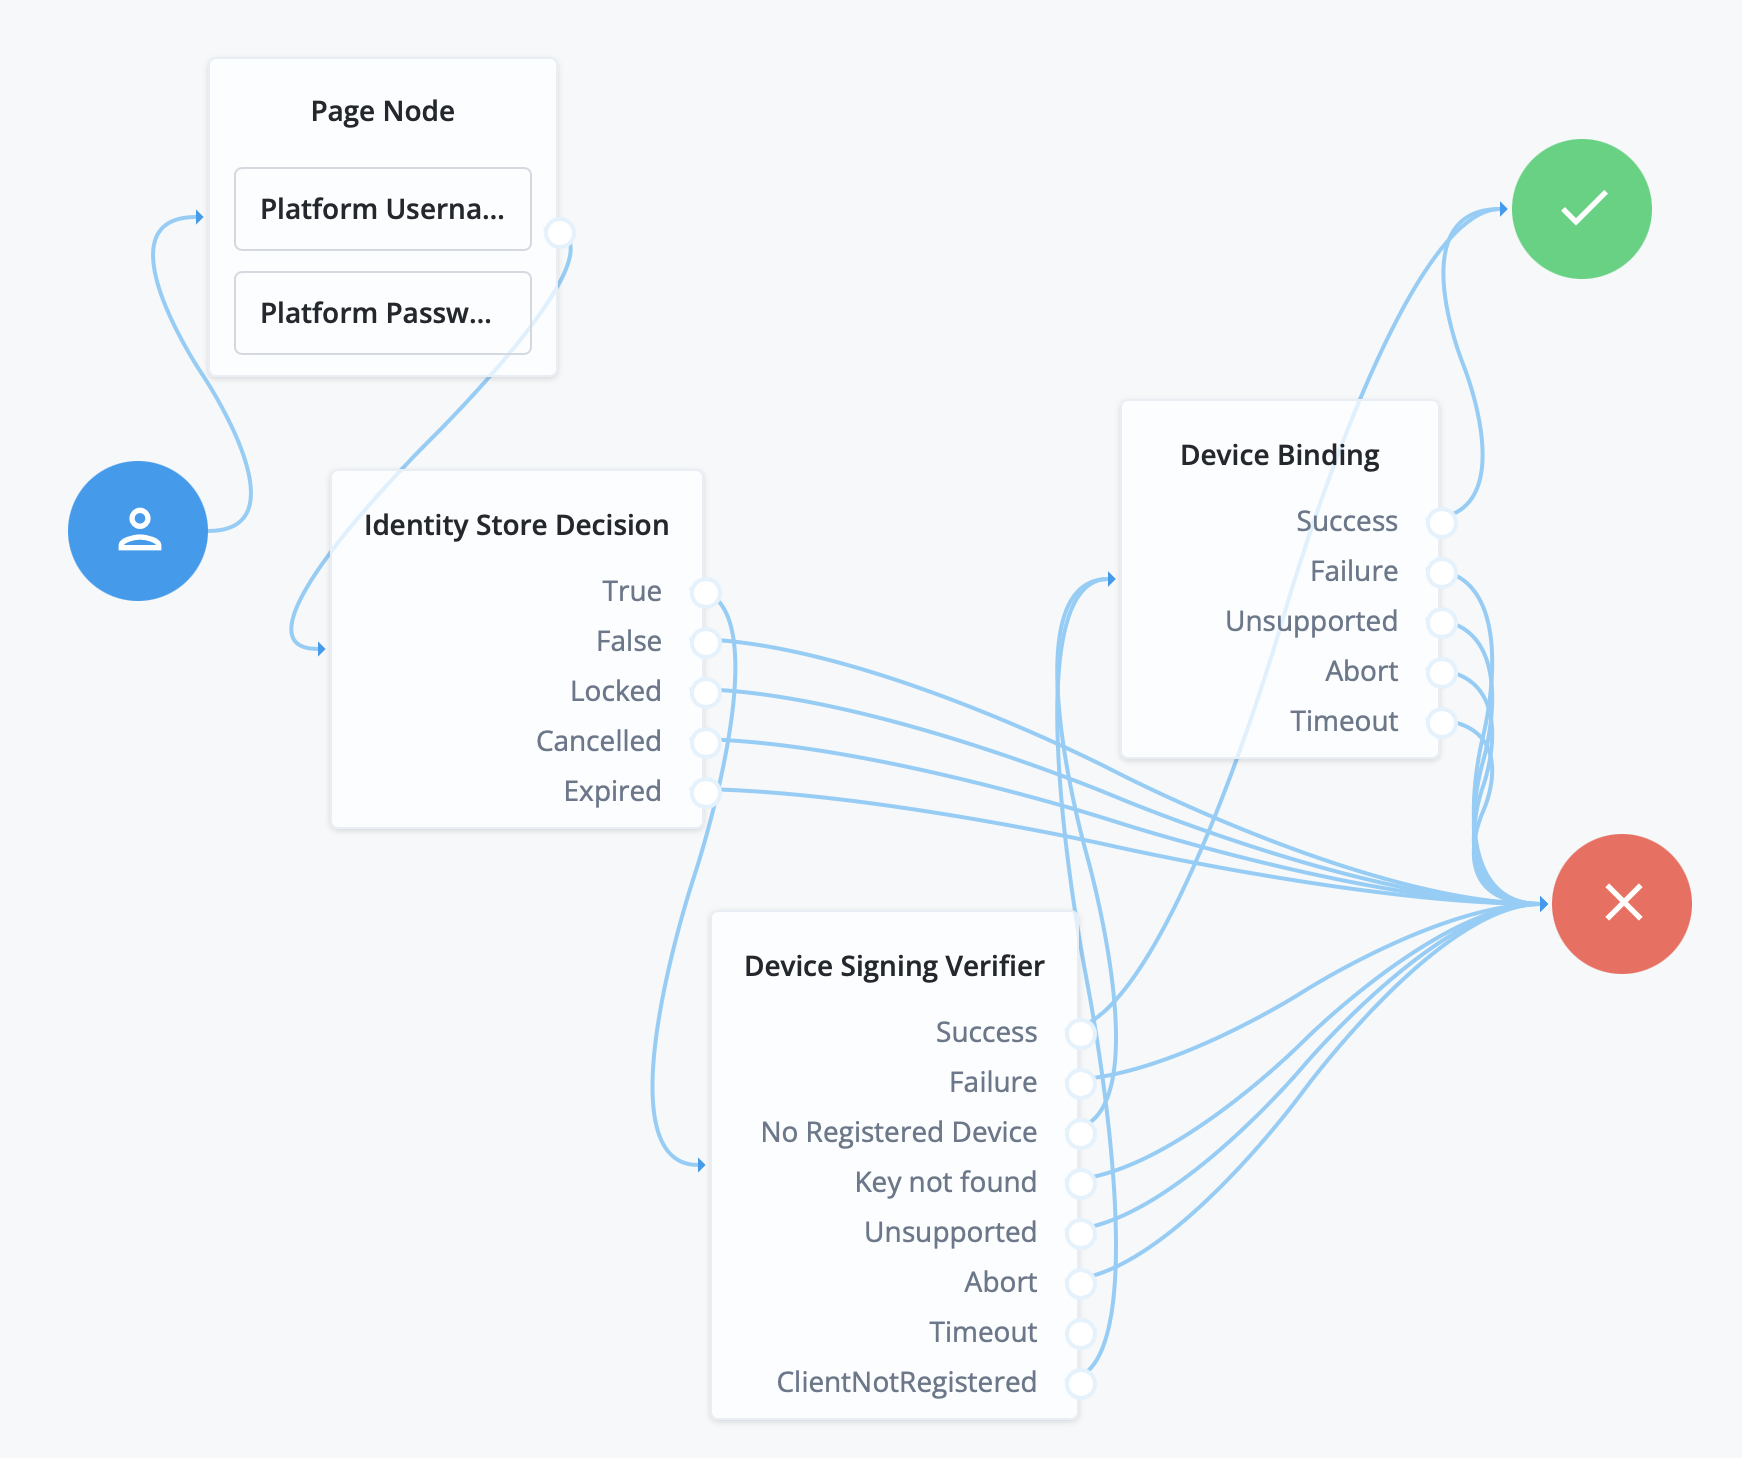 Page Node
Platform Userna...
Platform Passw...
Identity Store Decision
True
False
Locked
Cancelled
Expired
Device Binding
Success
Failure
Unsupported
Abort
Timeout
Device Signing Verifier
Success
Failure
No Registered Device
Key not found
Unsupported
Abort
Timeout
ClientNotRegistered